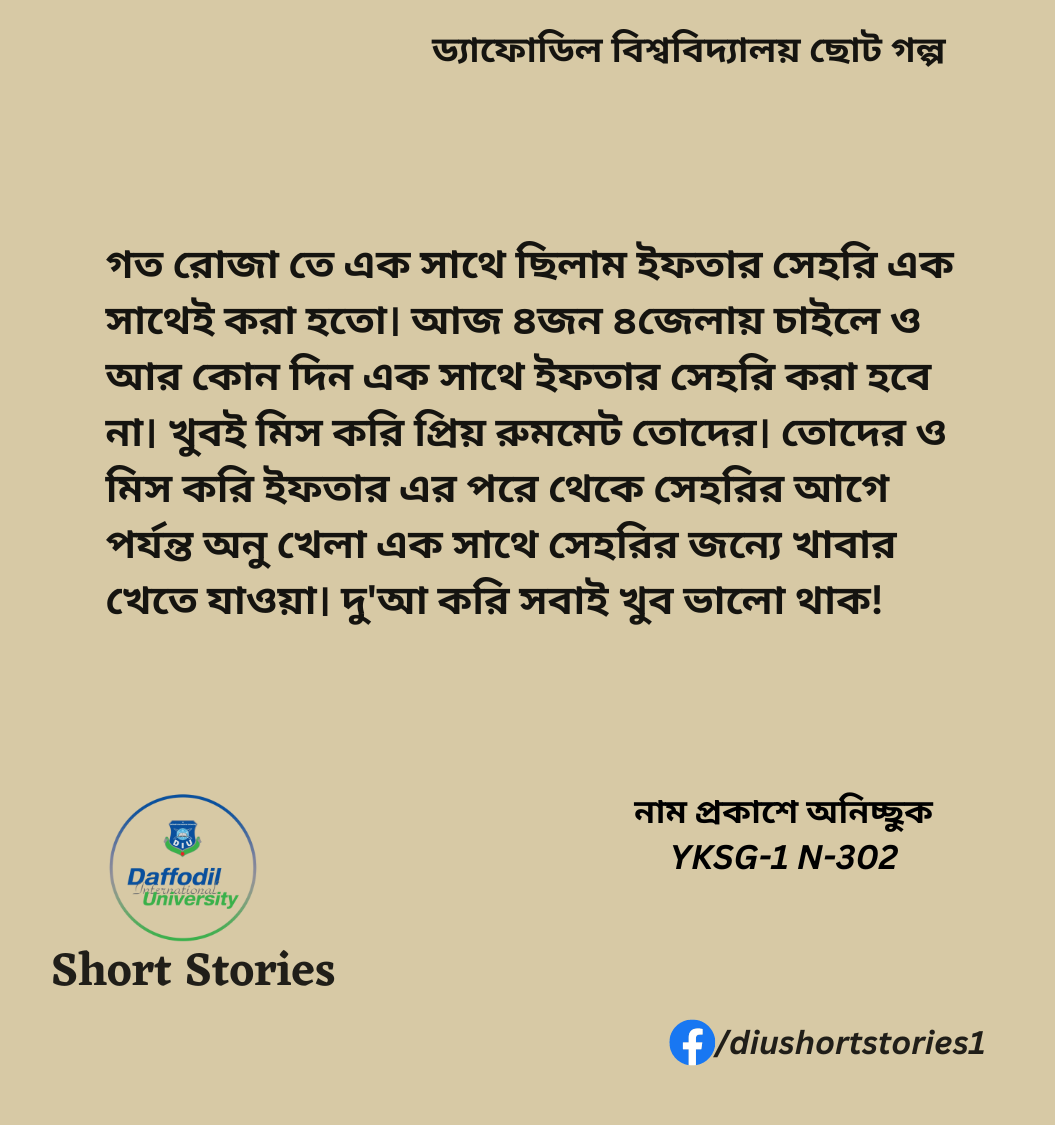 ড্যাফোডিল বিশ্ববিদ্যালয় ছোট গল্প
গত রোজা তে এক সাথে ছিলাম ইফতার সেহরি এক
সাথেই করা হতো। আজ ৪জন ৪জেলায় চাইলে ও
আর কোন দিন এক সাথে ইফতার সেহরি করা হবে
না। খুবই মিস করি প্রিয় রুমমেট তোদের। তোদের ও
মিস করি ইফতার এর পরে থেকে সেহরির আগে
পর্যন্ত অনু খেলা এক সাথে সেহরির জন্যে খাবার
খেতে যাওয়া। দু'আ করি সবাই খুব ভালো থাক!
নাম প্রকাশে অনিচ্ছুক
YKSG-1 N-302
DIU
Daffodil
International
University
Short Stories
/diushortstories1